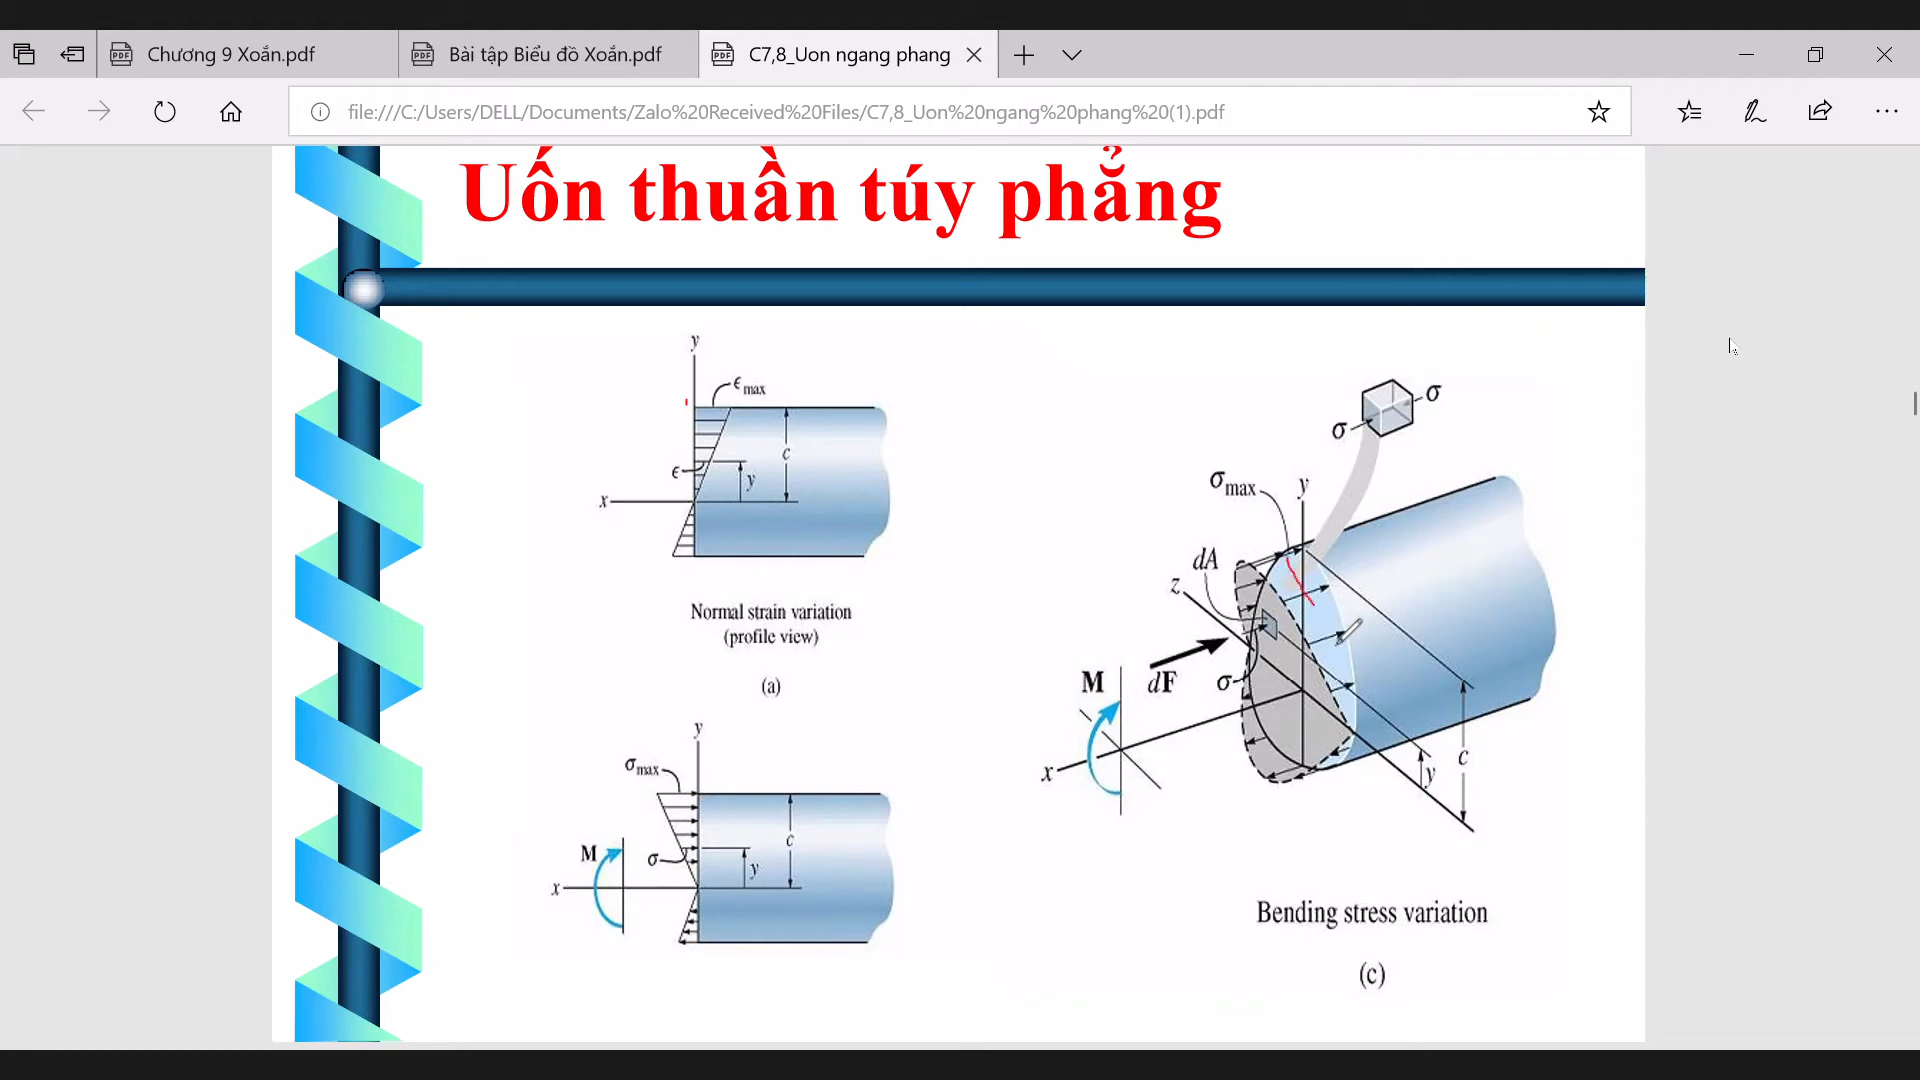 Chương 9 Xoắn.pdf
Bài tập Biểu đồ Xoắn.pdf
C7,8_Uon ngang phang
file:///C:/Users/DELL/Documents/Zalo%20Received%20Files/C7,8_Uon%20ngang%20phang%20(1).pdf
Uốn thuần túy phẳng
y
ϵmax
c
ϵ
y
x
Normal strain variation
(profile view)
(a)
y
σmax
c
M
σ
y
x
σ
σ
σmax
y
dA
z
M
dF
σ
x
y
c
Bending stress variation
(c)